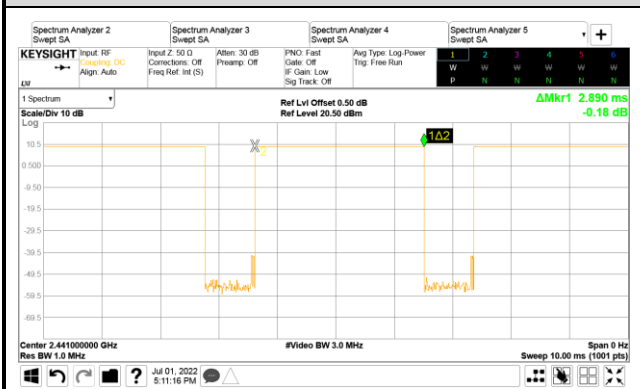 Spectrum Analyzer 2 Spectrum Analyzer 3 Spectrum Analyzer 4 Spectrum Analyzer 5
Swept SA Swept SA Swept SA Swept SA
KEYSIGHT Input: RF Input Z: 50 Ω Atten: 30 dB PNO: Fast Avg Type: Log-Power 1 2 3 4 5 6
Coupling: DC Corrections: Off Preamp: Off Gate: Off Trig: Free Run W W W W W W
Align: Auto Freq Ref: Int (S) IF Gain: Low P N N N N N
Sig Track: Off
1 Spectrum ΔMkr1 2.890 ms
Ref Lvl Offset 0.50 dB
Scale/Div 10 dB Ref Level 20.50 dBm -0.18 dB
Log
1Δ2
10.5
0.500
-9.50
-19.5
-29.5
-39.5
-49.5
-59.5
-69.5
Center 2.441000000 GHz #Video BW 3.0 MHz Span 0 Hz
Res BW 1.0 MHz Sweep 10.00 ms (1001 pts)
Jul 01, 2022
5:11:16 PM